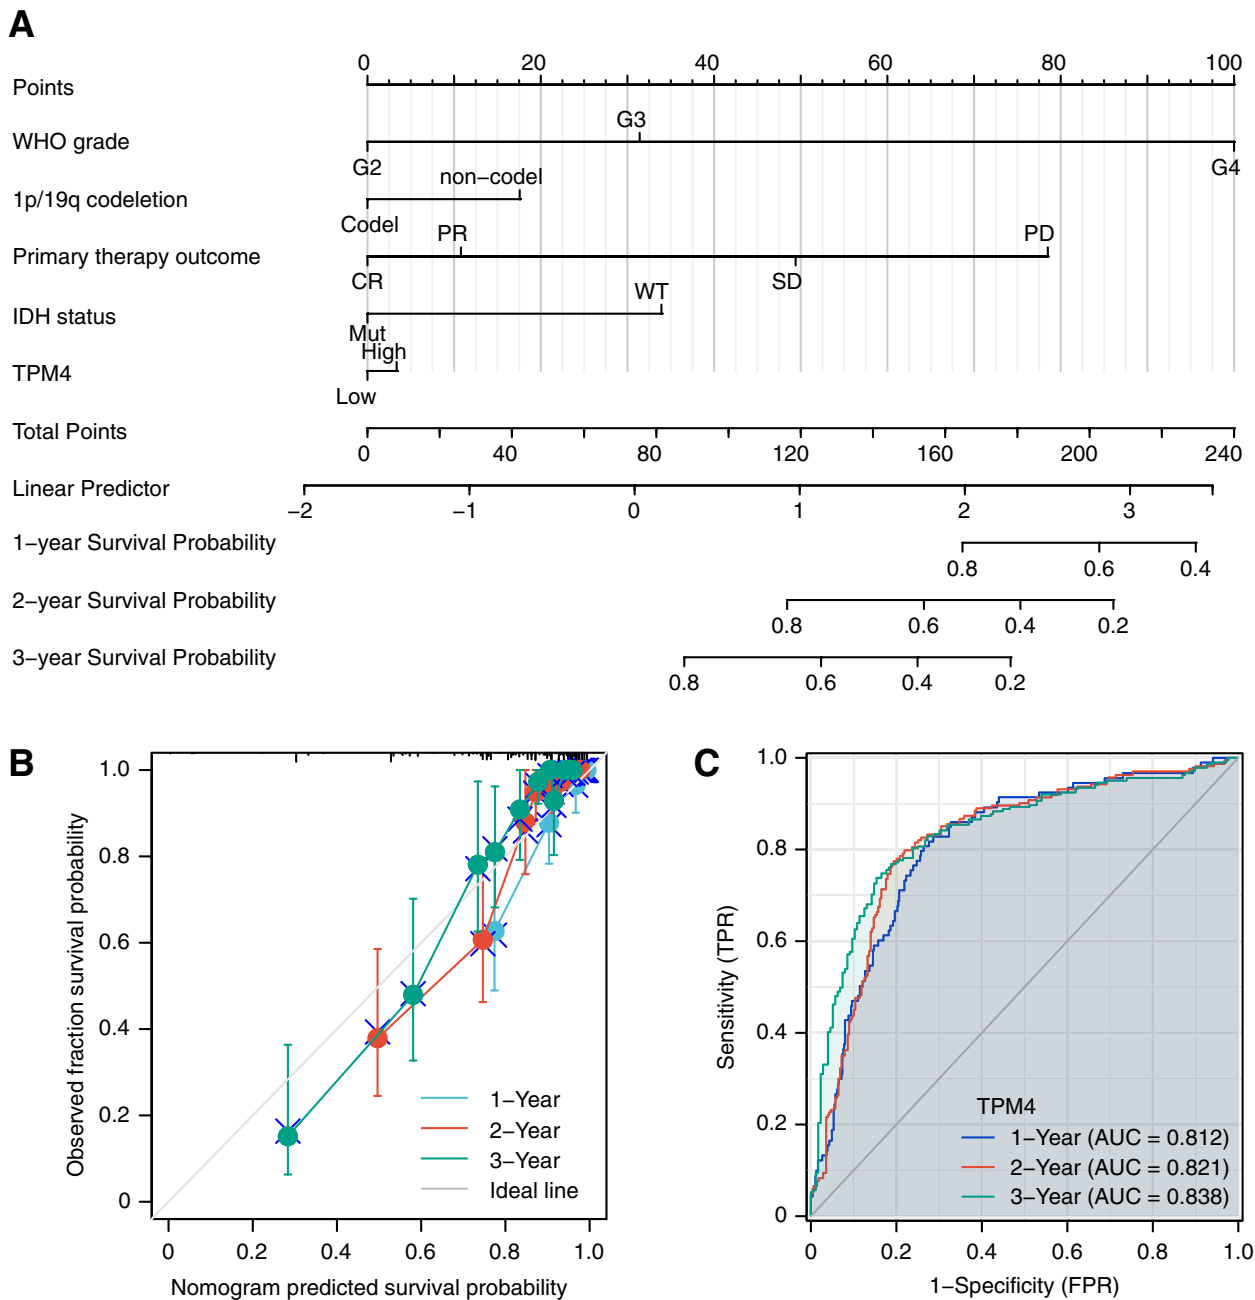 A
0 20 40 60 80 100
Points
G3
WHO grade
G2 G4
non−codel
1p/19q codeletion
Codel
PR PD
Primary therapy outcome
CR SD
WT
IDH status
Mut
High
TPM4
Low
Total Points
0 40 80 120 160 200 240
Linear Predictor
−2 −1 0 1 2 3
1−year Survival Probability
0.8 0.6 0.4
2−year Survival Probability
0.8 0.6 0.4 0.2
3−year Survival Probability
0.8 0.6 0.4 0.2
B
Observed fraction survival probability
1.0
0.8
0.6
0.4
0.2
0
1−Year
2−Year
3−Year
Ideal line
0 0.2 0.4 0.6 0.8 1.0
Nomogram predicted survival probability
C
Sensitivity (TPR)
1.0
0.8
0.6
0.4
0.2
0
TPM4
1−Year (AUC = 0.812)
2−Year (AUC = 0.821)
3−Year (AUC = 0.838)
0 0.2 0.4 0.6 0.8 1.0
1−Specificity (FPR)